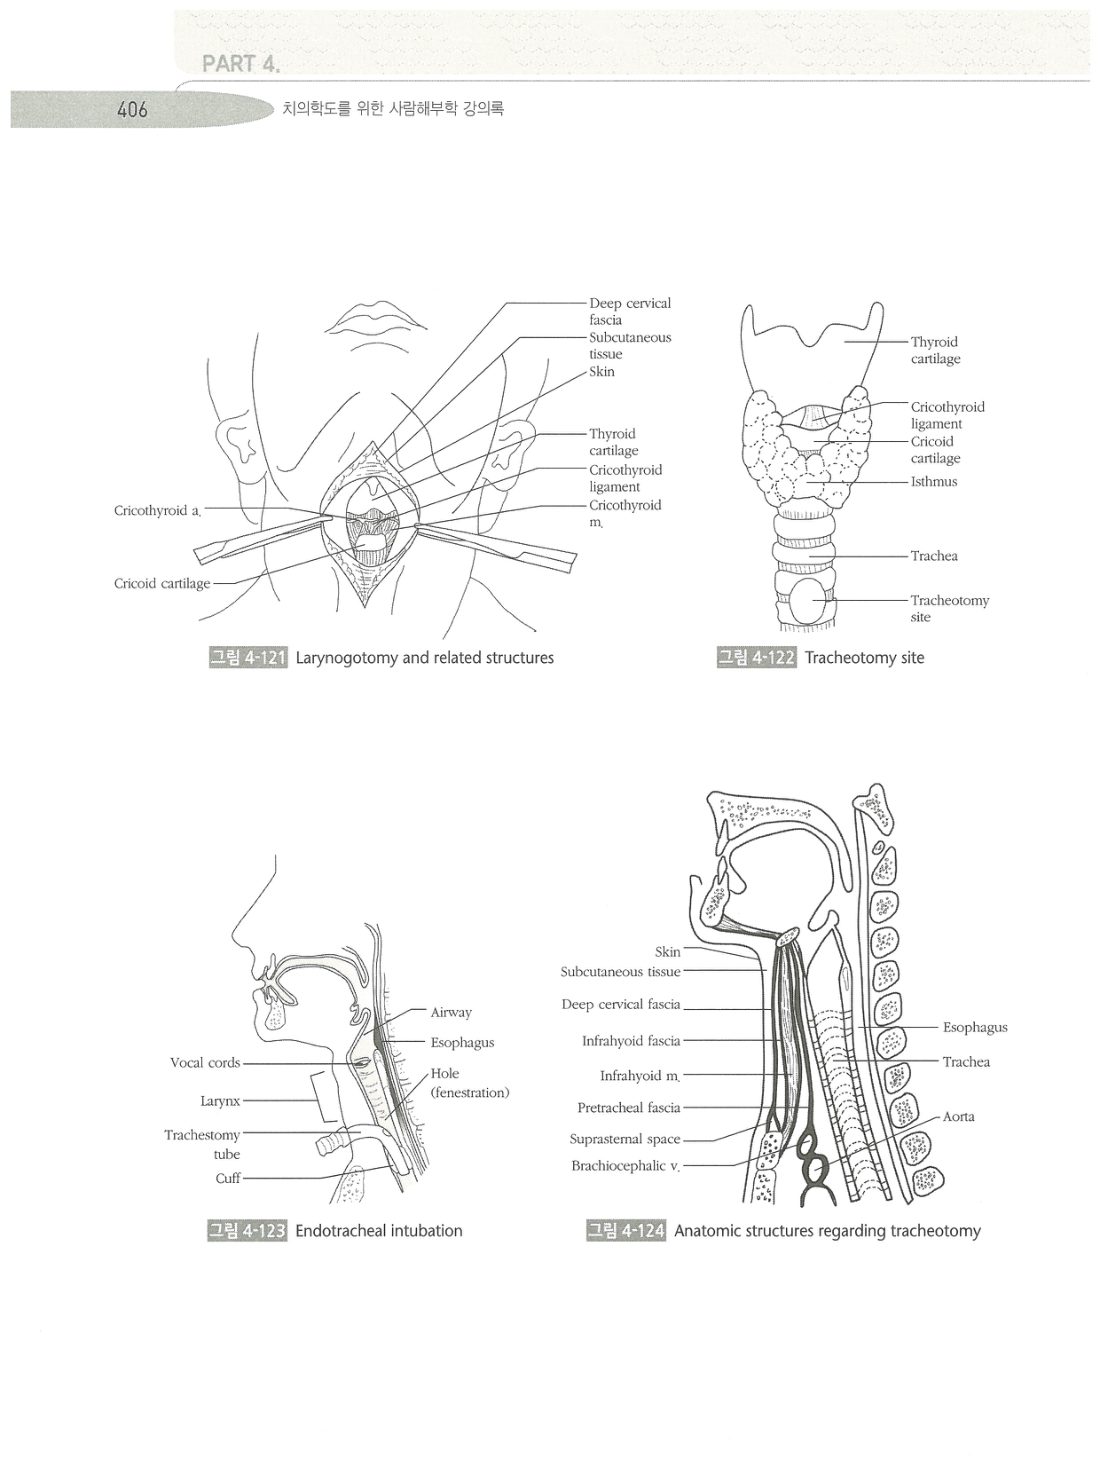 PART 4.
406
치의학도를 위한 사람해부학 강의록
Deep cervical
fascia
Subcutaneous
tissue
Skin
Thyroid
cartilage
Cricothyroid
ligament
Cricothyroid
m.
Cricothyroid a.
Cricoid cartilage
그림 4-121 Larynogotomy and related structures
Thyroid
cartilage
Cricothyroid
ligament
Cricoid
cartilage
Isthmus
Trachea
Tracheotomy
site
그림 4-122 Tracheotomy site
Airway
Esophagus
Hole
(fenestration)
Vocal cords
Larynx
Trachestomy
tube
Cuff
그림 4-123 Endotracheal intubation
Skin
Subcutaneous tissue
Deep cervical fascia
Infrahyoid fascia
Infrahyoid m.
Pretracheal fascia
Suprasternal space
Brachiocephalic v.
Esophagus
Trachea
Aorta
그림 4-124 Anatomic structures regarding tracheotomy